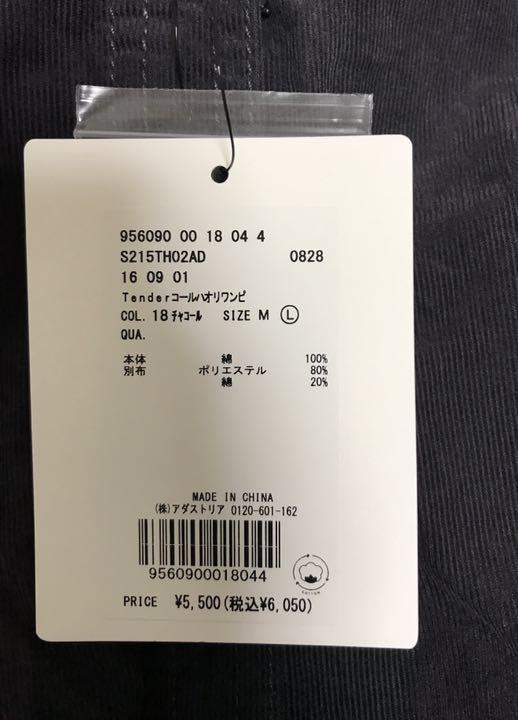 956090 00 18 04 4
S215TH02AD 0828
16 09 01
Tenderコールハオリワンピ
COL. 18 チャコール SIZE M Ⓛ
QUA.
本体 綿 100%
別布 ポリエステル 80%
綿 20%
MADE IN CHINA
(株)アダストリア 0120-601-162
9560900018044
COTTON
PRICE ¥5,500(税込¥6,050)